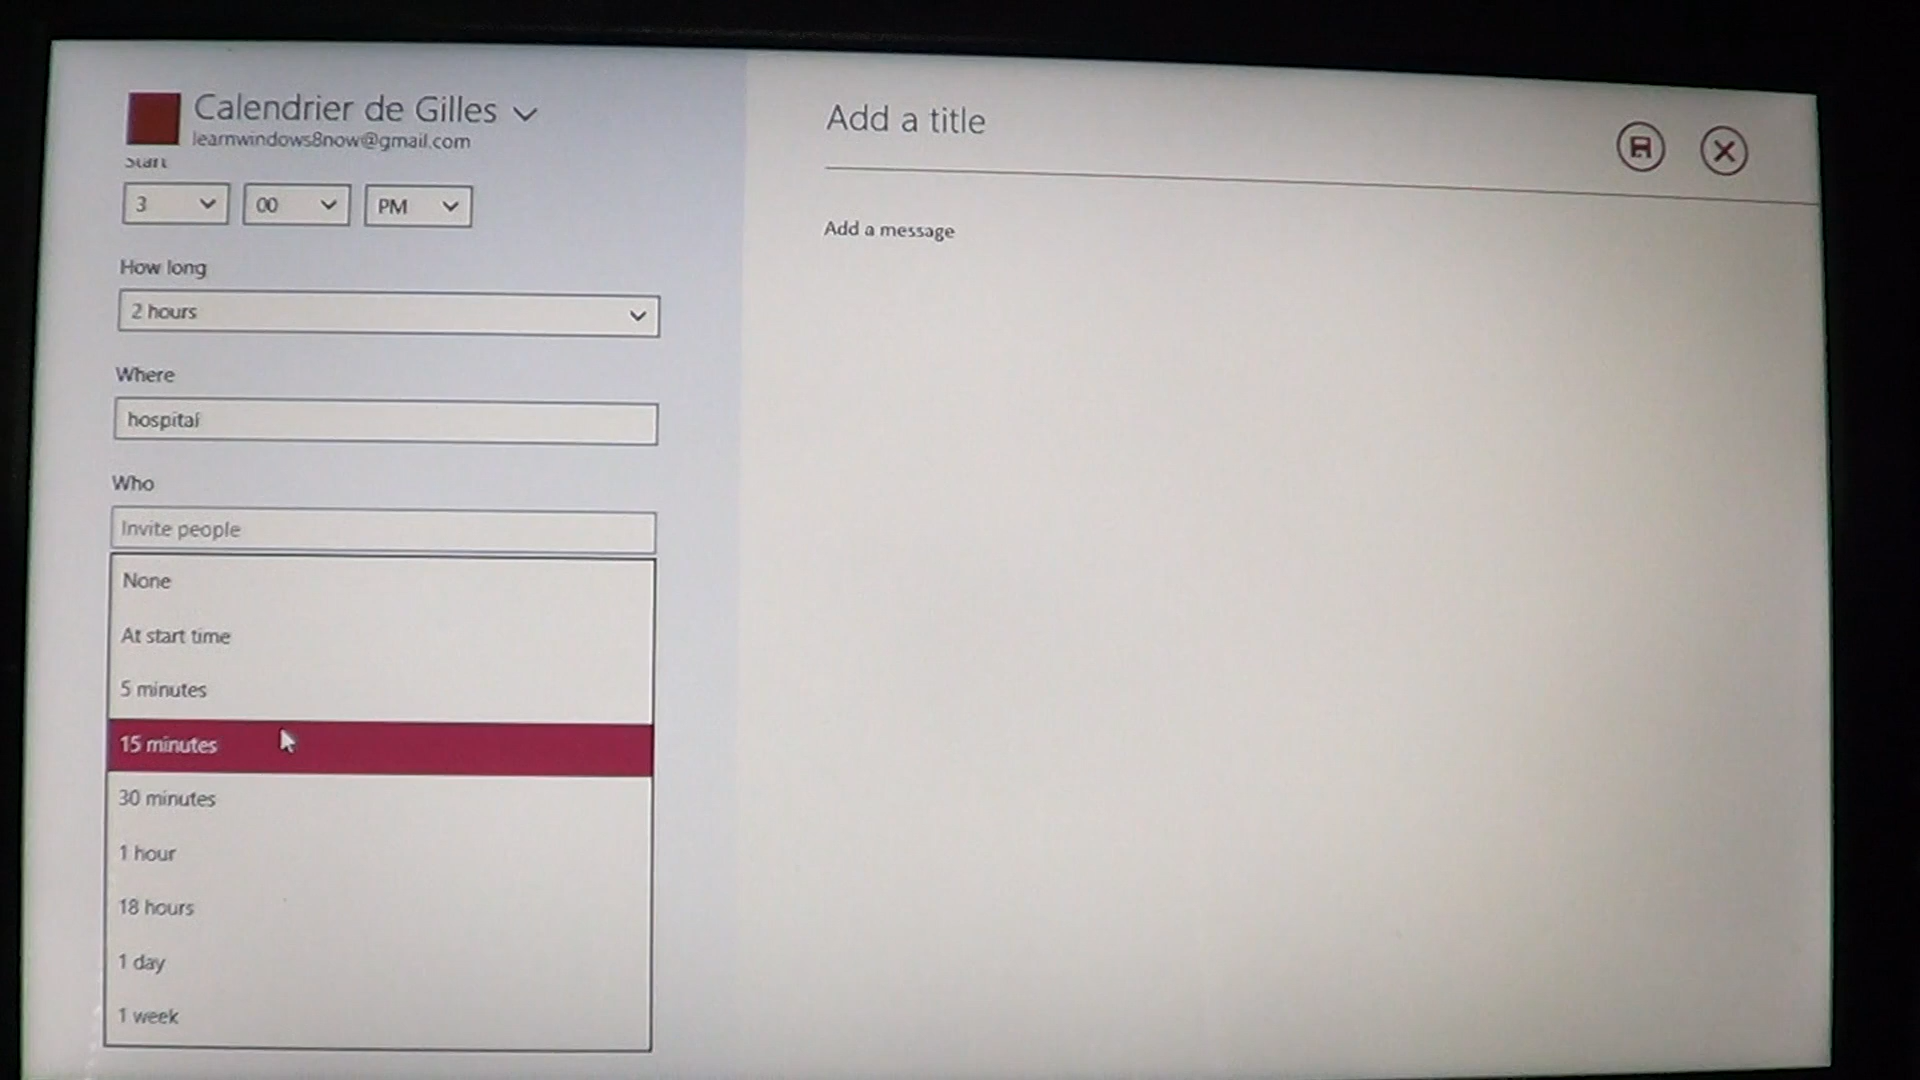 Calendrier de Gilles
learnwindows8now@gmail.com
Start
3 00 PM
How long
2 hours
Where
hospital
Who
Invite people
None
At start time
5 minutes
15 minutes
30 minutes
1 hour
18 hours
1 day
1 week
Add a title
Add a message